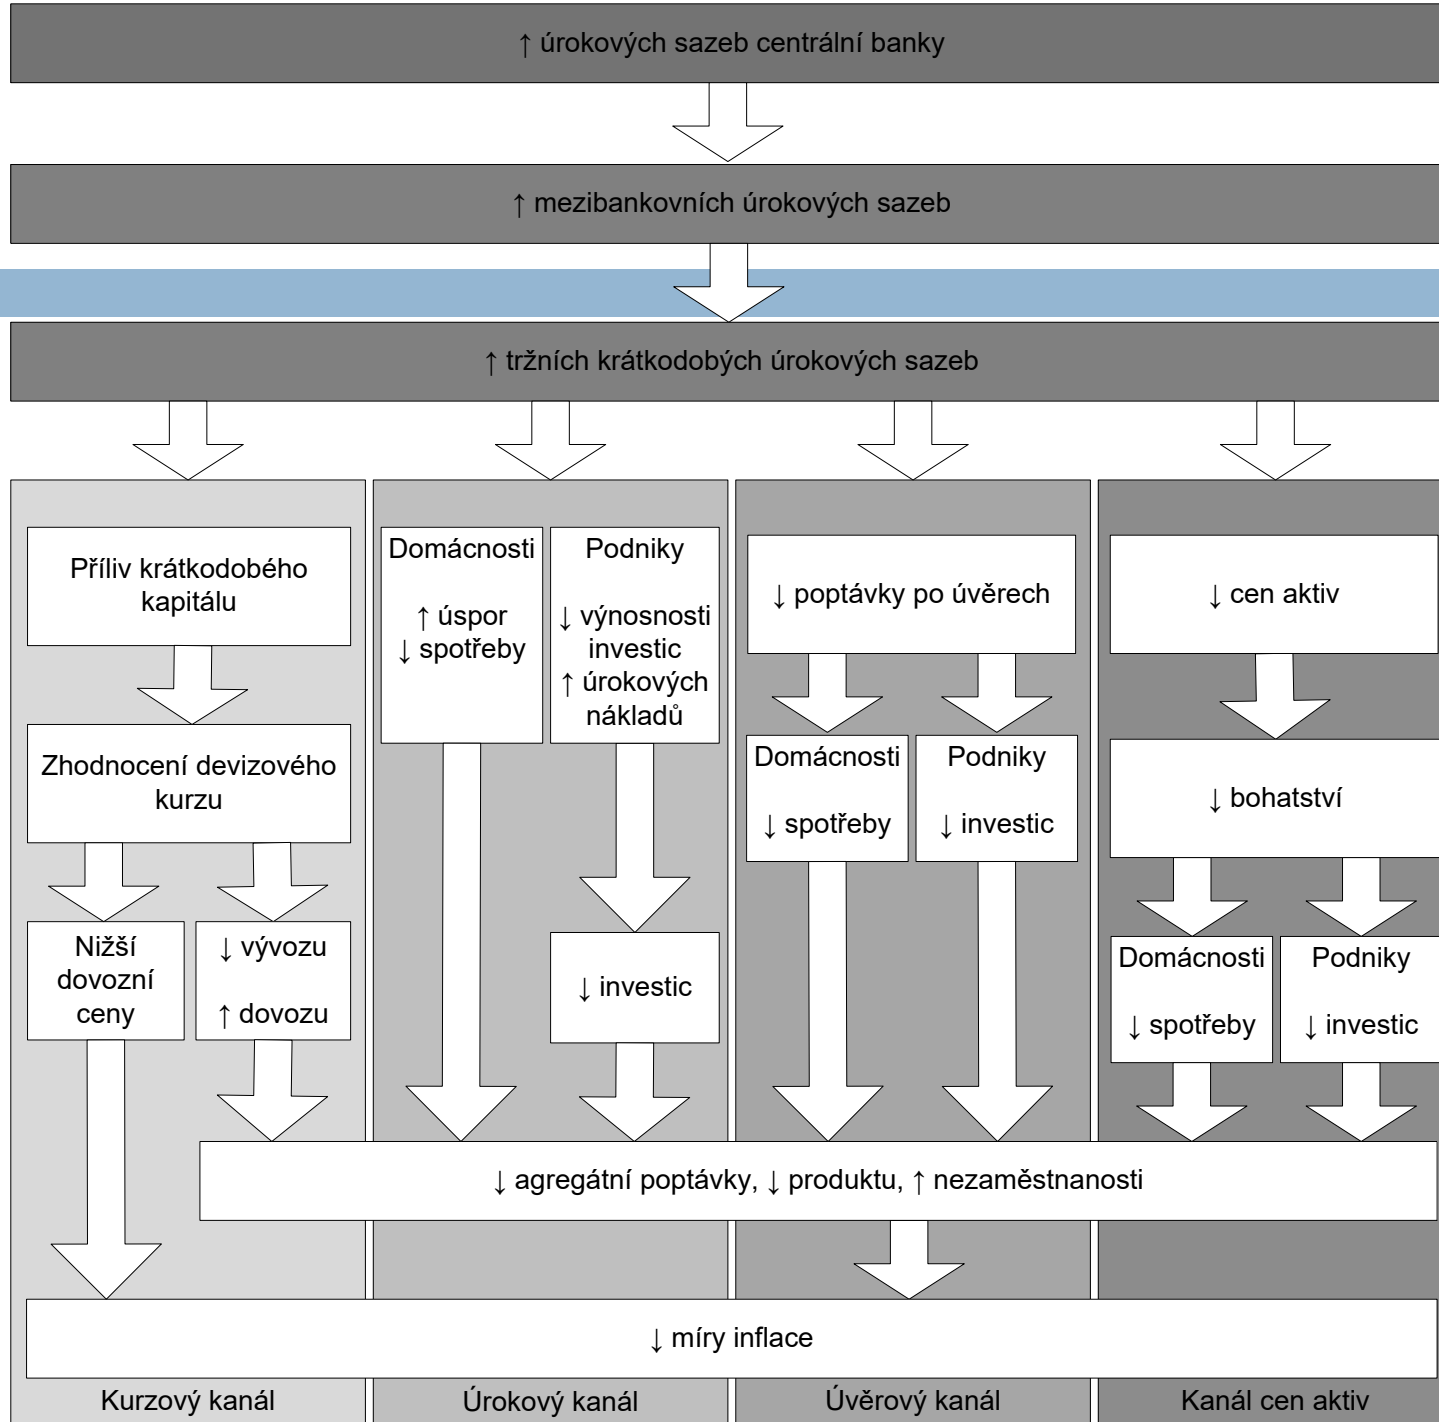 ↑ úrokových sazeb centrální banky
↑ mezibankovních úrokových sazeb
↑ tržních krátkodobých úrokových sazeb
Příliv krátkodobého
kapitálu
Zhodnocení devizového
kurzu
Nižší
dovozní
ceny
↓ vývozu
↑ dovozu
Domácnosti
↑ úspor
↓ spotřeby
Podniky
↓ výnosnosti
investic
↑ úrokových
nákladů
↓ investic
↓ poptávky po úvěrech
Domácnosti
↓ spotřeby
Podniky
↓ investic
↓ cen aktiv
↓ bohatství
Domácnosti
↓ spotřeby
Podniky
↓ investic
↓ agregátní poptávky, ↓ produktu, ↑ nezaměstnanosti
↓ míry inflace
Kurzový kanál
Úrokový kanál
Úvěrový kanál
Kanál cen aktiv